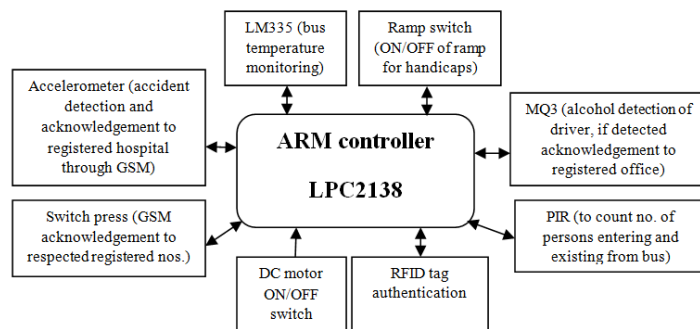 LM335 (bus
temperature
monitoring)
Ramp switch
(ON/OFF of ramp
for handicaps)
Accelerometer (accident
detection and
acknowledgement to
registered hospital
through GSM)
ARM controller
LPC2138
MQ3 (alcohol detection of
driver, if detected
acknowledgement to
registered office)
Switch press (GSM
acknowledgement to
respected registered nos.)
DC motor
ON/OFF
switch
RFID tag
authentication
PIR (to count no. of
persons entering and
existing from bus)